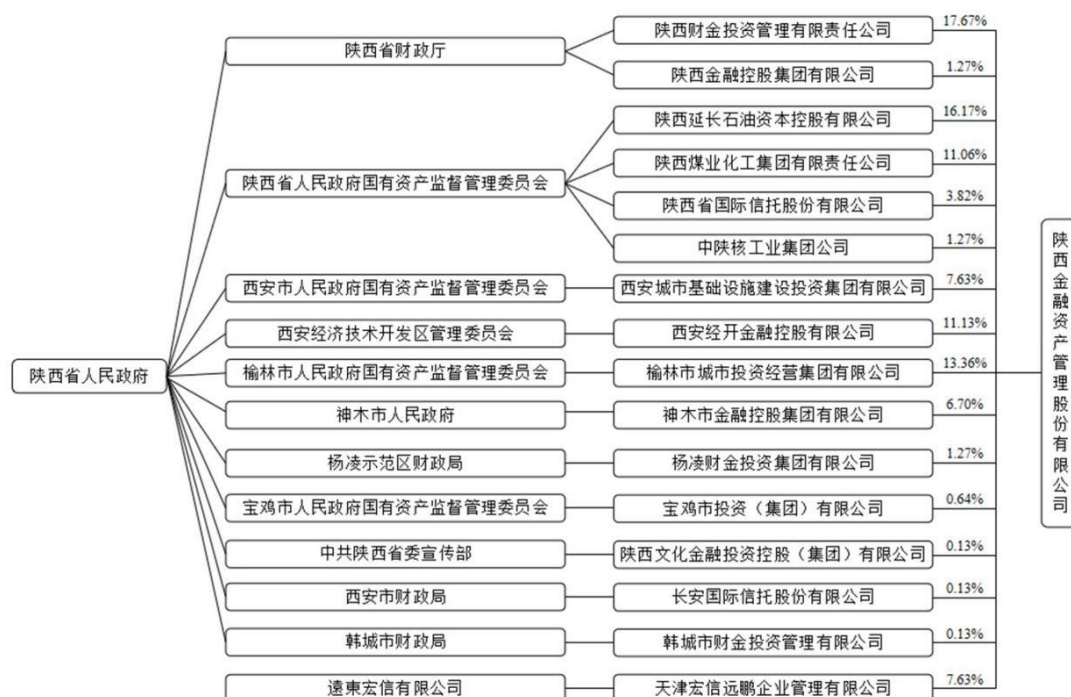 陕西省人民政府
陕西省财政厅
陕西财金投资管理有限责任公司
17.67%
陕西金融控股集团有限公司
1.27%
陕西省人民政府国有资产监督管理委员会
陕西延长石油资本控股有限公司
16.17%
陕西煤业化工集团有限责任公司
11.06%
陕西省国际信托股份有限公司
3.82%
中陕核工业集团公司
1.27%
西安市人民政府国有资产监督管理委员会
西安城市基础设施建设投资集团有限公司
7.63%
西安经济技术开发区管理委员会
西安经开金融控股有限公司
11.13%
榆林市人民政府国有资产监督管理委员会
榆林市城市投资经营集团有限公司
13.36%
神木市人民政府
神木市金融控股集团有限公司
6.70%
杨凌示范区财政局
杨凌财金投资集团有限公司
1.27%
宝鸡市人民政府国有资产监督管理委员会
宝鸡市投资（集团）有限公司
0.64%
中共陕西省委宣传部
陕西文化金融投资控股（集团）有限公司
0.13%
西安市财政局
长安国际信托股份有限公司
0.13%
韩城市财政局
韩城市财金投资管理有限公司
0.13%
遠東宏信有限公司
天津宏信远鹏企业管理有限公司
7.63%
陕西金融资产管理股份有限公司